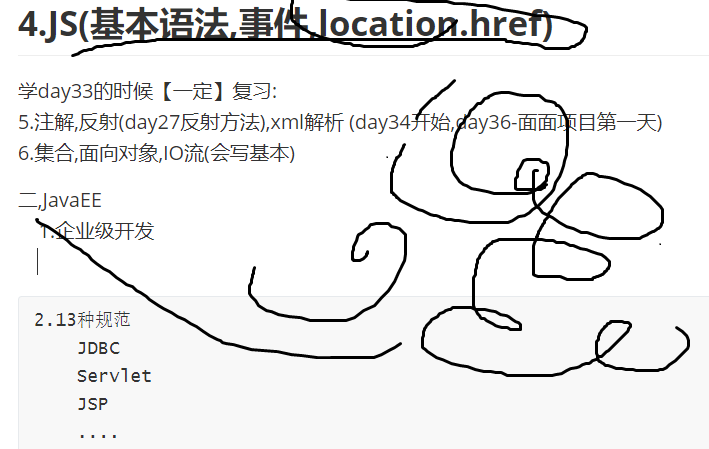 4.JS(基本语法,事件,location.href)
学day33的时候【一定】复习:
5.注解,反射(day27反射方法),xml解析 (day34开始,day36-面面项目第一天)
6.集合,面向对象,IO流(会写基本)
二,JavaEE
1.企业级开发
2.13种规范
JDBC
Servlet
JSP
....